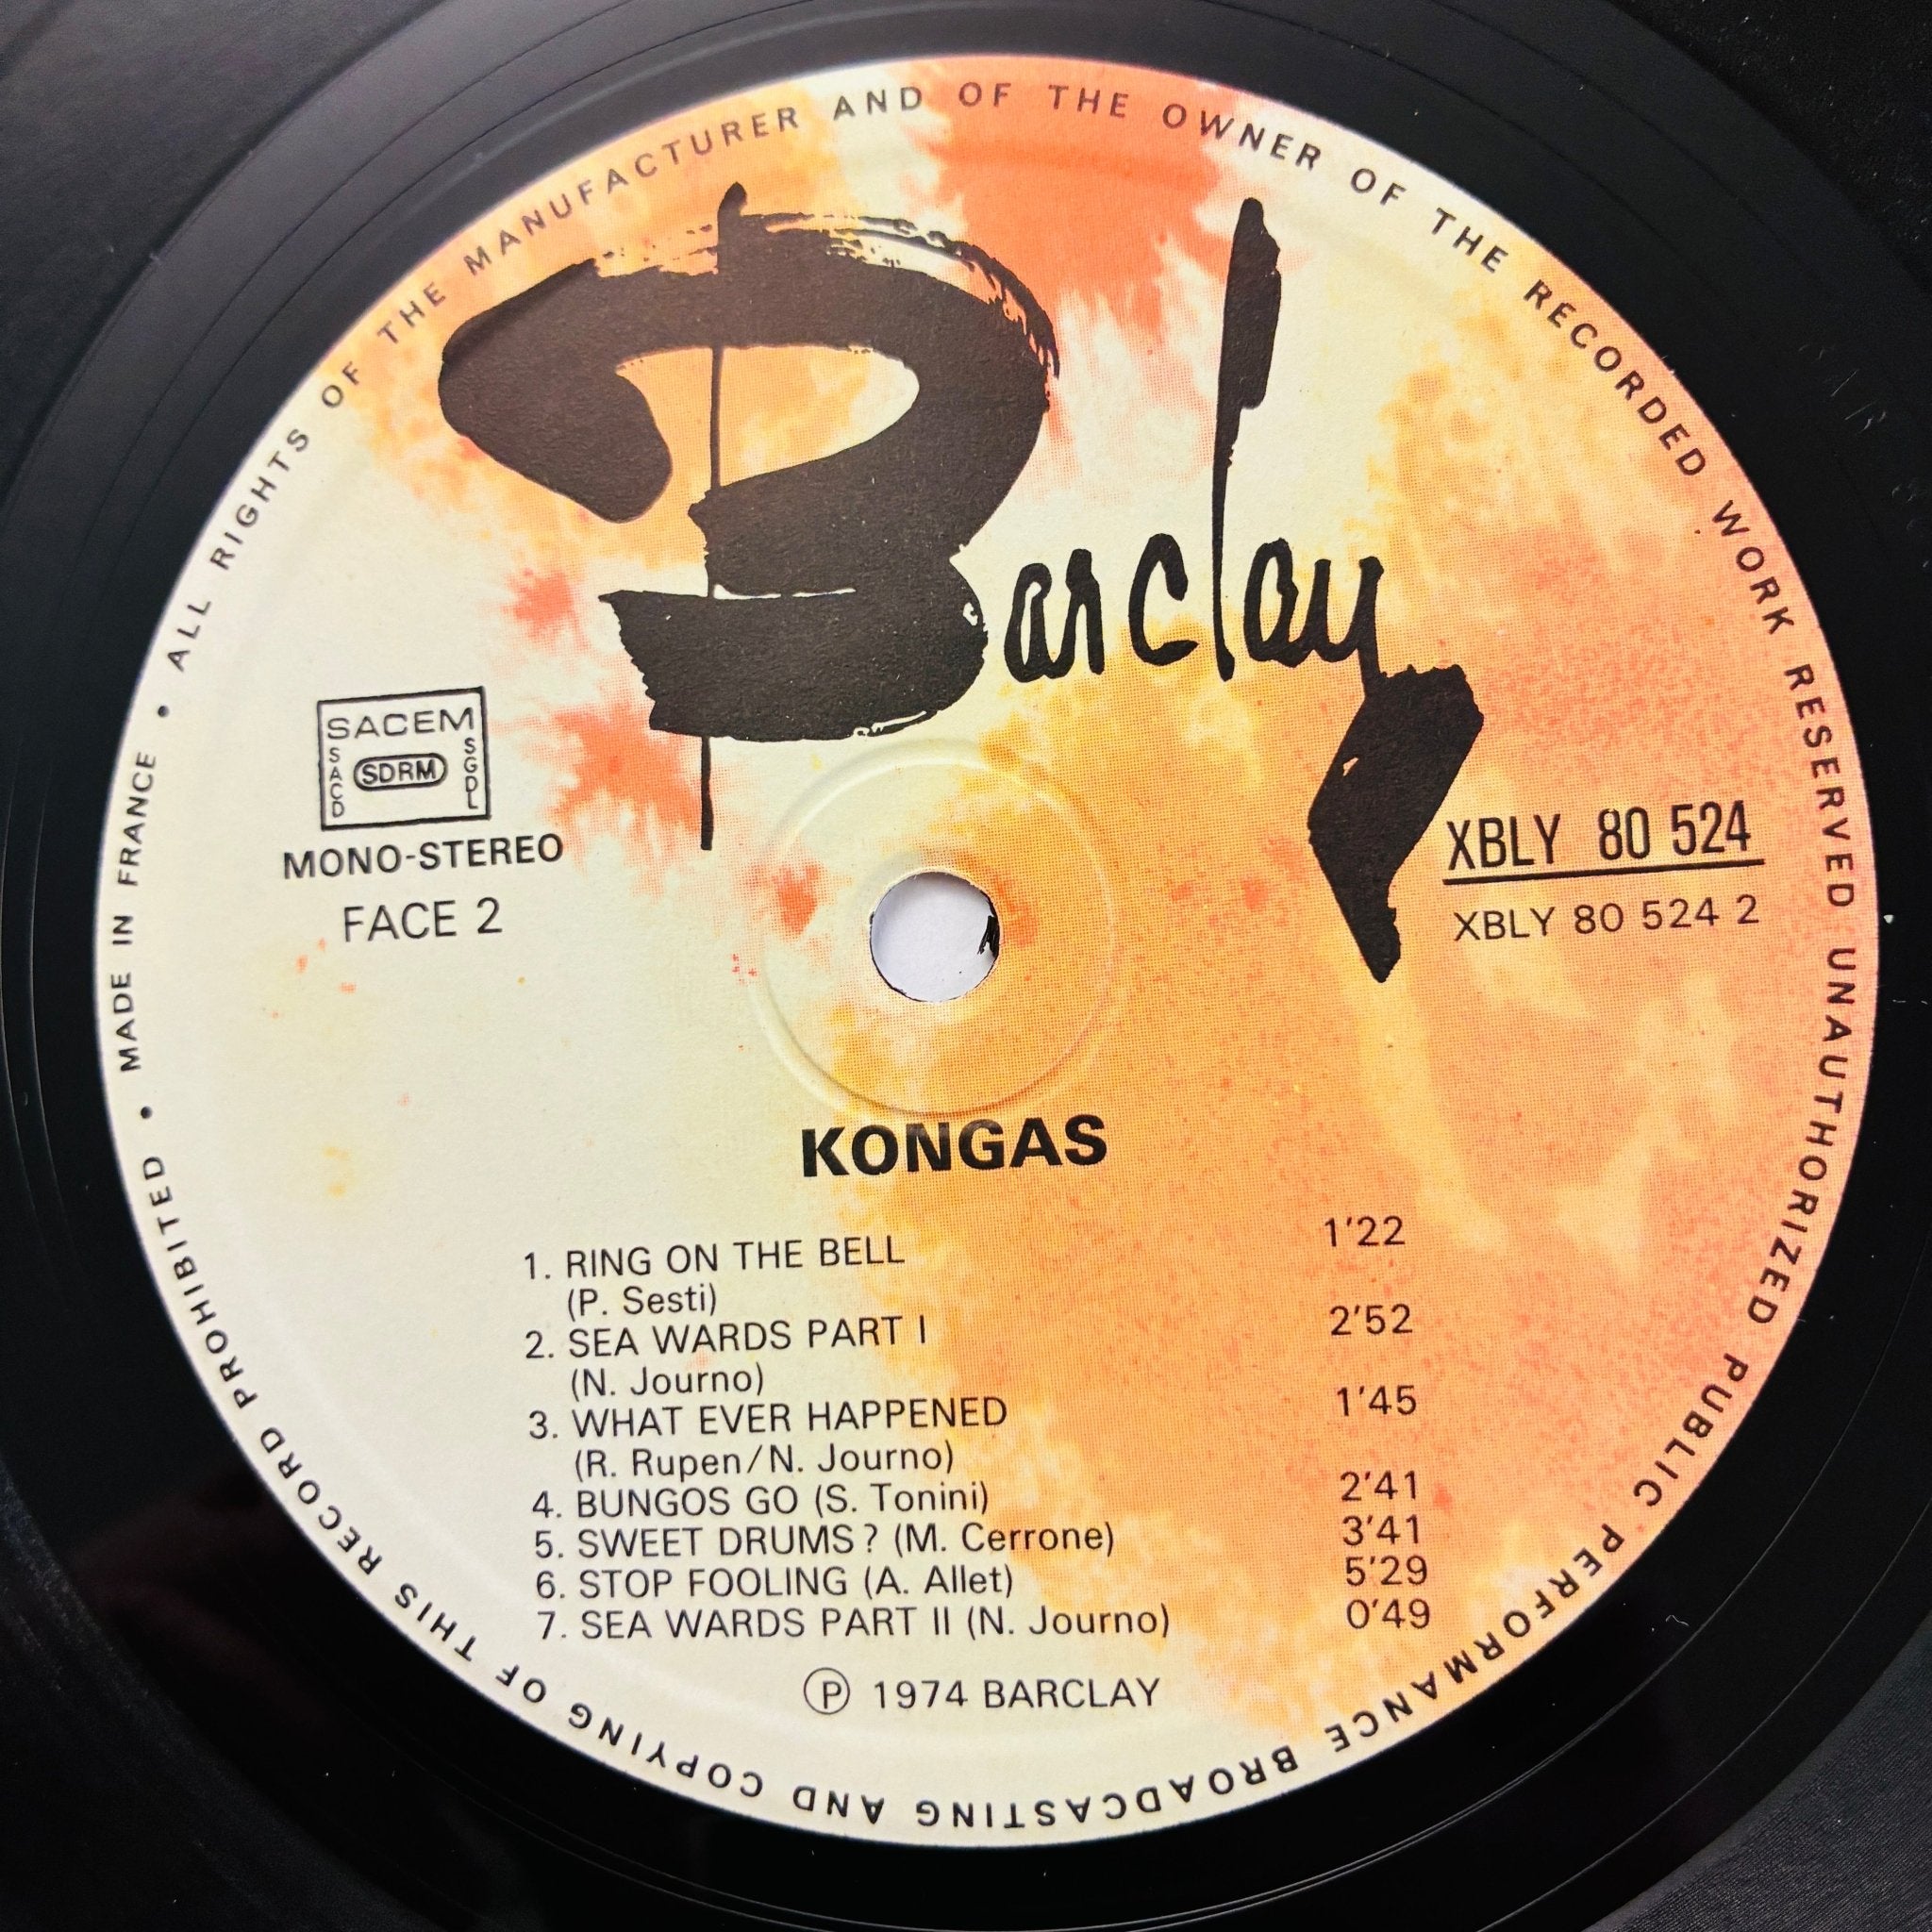 • ALL RIGHTS OF THE MANUFACTURER AND OF THE OWNER OF THE RECORDED WORK RESERVED UNAUTHORIZED PUBLIC PERFORMANCE BROADCASTING AND COPYING OF THIS RECORD PROHIBITED • MADE IN FRANCE
Barclay
SACEM
SACD
SDRM
SGDL
MONO-STEREO
FACE 2
XBLY 80 524
XBLY 80 524 2
KONGAS
1. RING ON THE BELL 1'22
(P. Sesti)
2. SEA WARDS PART I 2'52
(N. Journo)
3. WHAT EVER HAPPENED 1'45
(R. Rupen/N. Journo)
4. BUNGOS GO (S. Tonini) 2'41
5. SWEET DRUMS ? (M. Cerrone) 3'41
6. STOP FOOLING (A. Allet) 5'29
7. SEA WARDS PART II (N. Journo) 0'49
Ⓟ 1974 BARCLAY